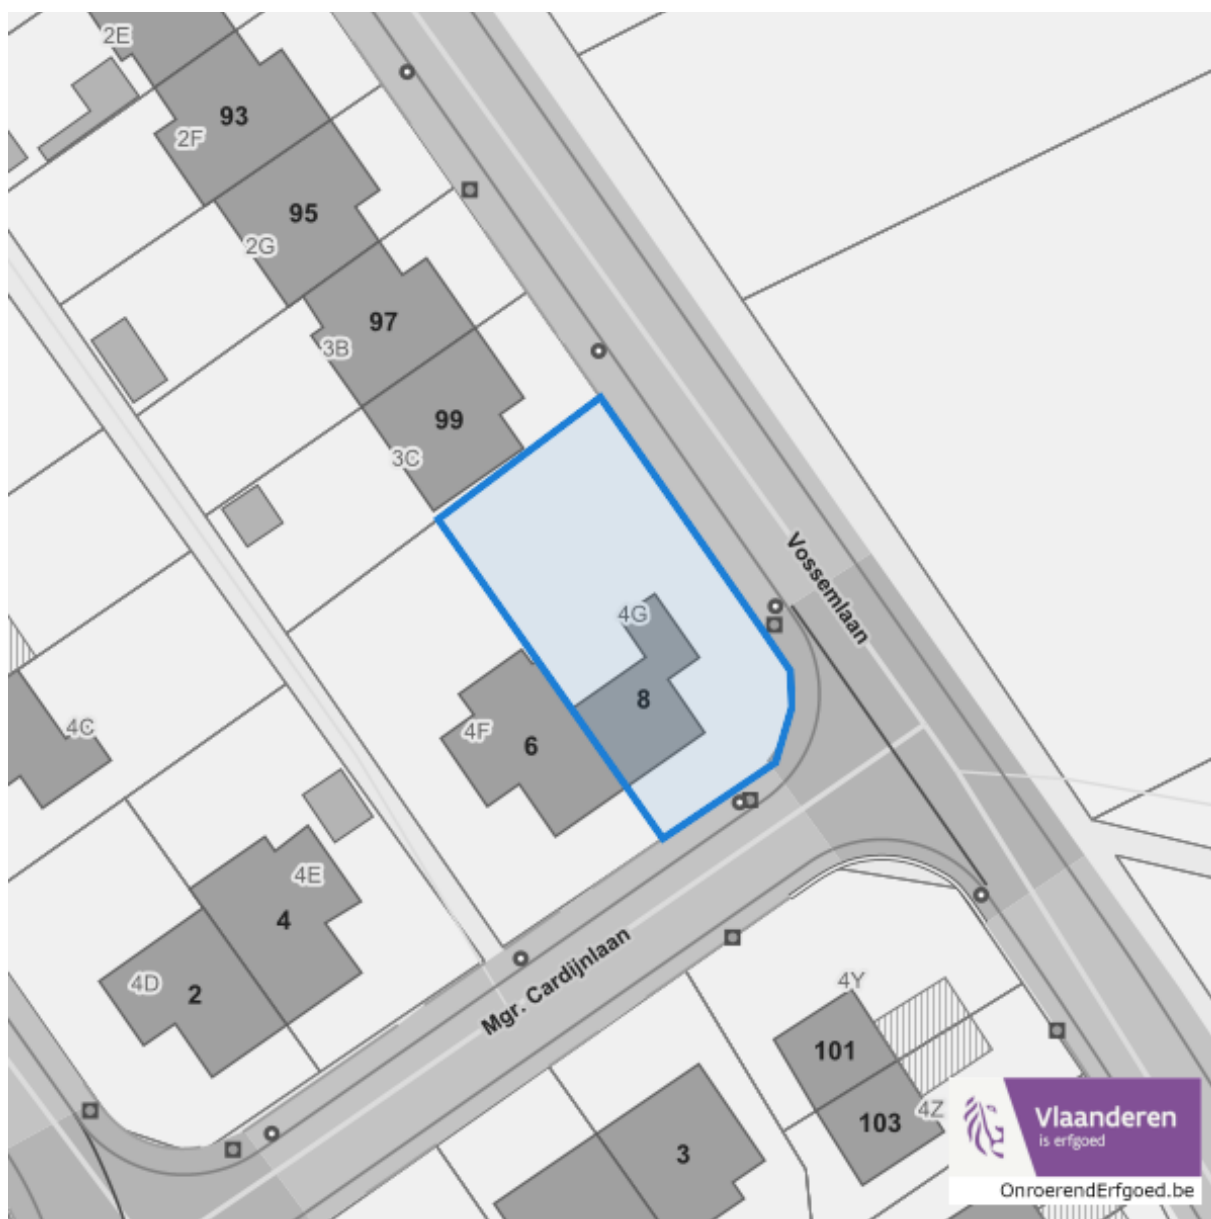 2E
93
2F
95
2G
97
3B
99
3C
Vossemlaan
4G
8
4F
6
4C
4E
4
4D
2
Mgr. Cardijnlaan
4Y
101
4Z
103
3
Vlaanderen
is erfgoed
OnroerendErfgoed.be